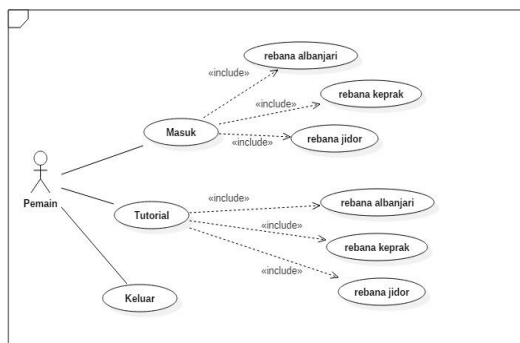 rebana albanjari
«include»
rebana keprak
«include»
Masuk
«include»
rebana jidor
Pemain
«include»
rebana albanjari
Tutorial
«include»
rebana keprak
«include»
rebana jidor
Keluar